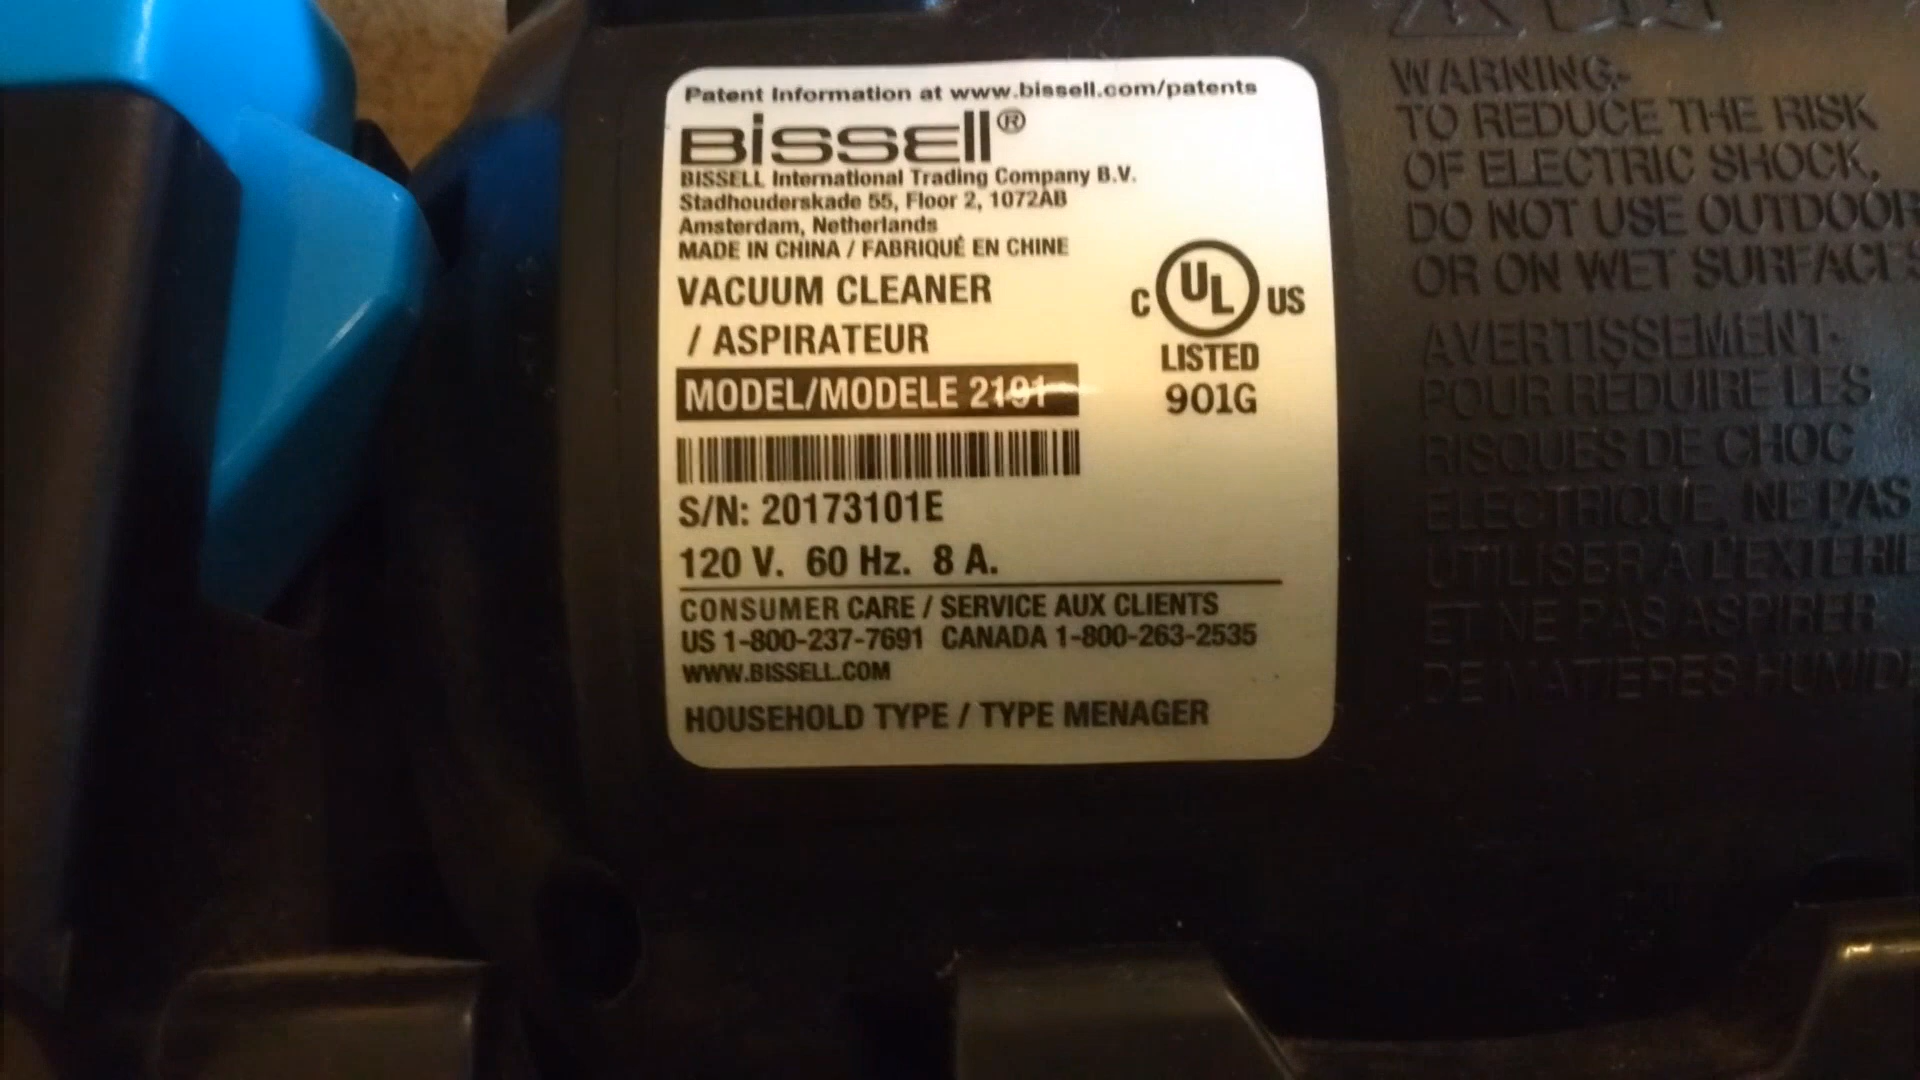 Patent Information at www.bissell.com/patents
BISSELL®
BISSELL International Trading Company B.V.
Stadhouderskade 55, Floor 2, 1072AB
Amsterdam, Netherlands
MADE IN CHINA / FABRIQUÉ EN CHINE
VACUUM CLEANER
/ ASPIRATEUR
MODEL/MODELE 2191
S/N: 20173101E
120 V. 60 Hz. 8 A.
CONSUMER CARE / SERVICE AUX CLIENTS
US 1-800-237-7691 CANADA 1-800-263-2535
WWW.BISSELL.COM
HOUSEHOLD TYPE / TYPE MENAGER
C UL US
LISTED
901G
WARNING:
TO REDUCE THE RISK
OF ELECTRIC SHOCK,
DO NOT USE OUTDOOR
OR ON WET SURFACES
AVERTISSEMENT:
POUR REDUIRE LES
RISQUES DE CHOC
ELECTRIQUE, NE PAS
UTILISER A L'EXTERIE
ET NE PAS ASPIRER
DE MATIERES HUMIDE